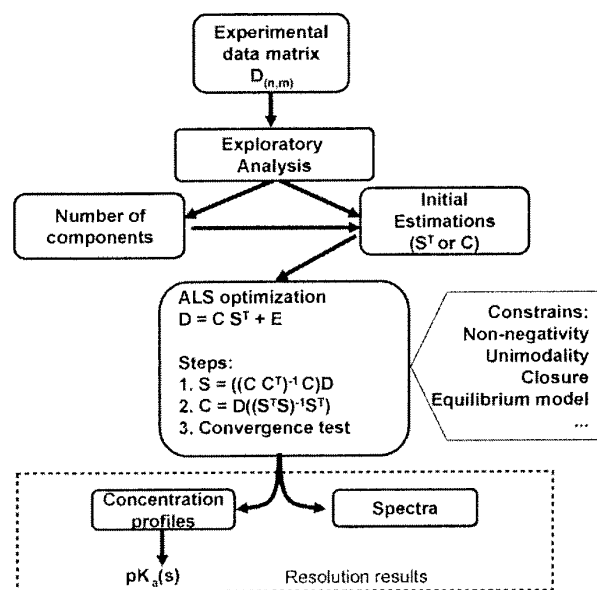 Experimental
data matrix
D(n,m)
Exploratory
Analysis
Number of
components
Initial
Estimations
(Sᵀ or C)
ALS optimization
D = C Sᵀ + E
Steps:
1. S = ((C Cᵀ)⁻¹ C)D
2. C = D((SᵀS)⁻¹Sᵀ)
3. Convergence test
Constrains:
Non-negativity
Unimodality
Closure
Equilibrium model
...
Concentration
profiles
Spectra
pKₐ(s)
Resolution results